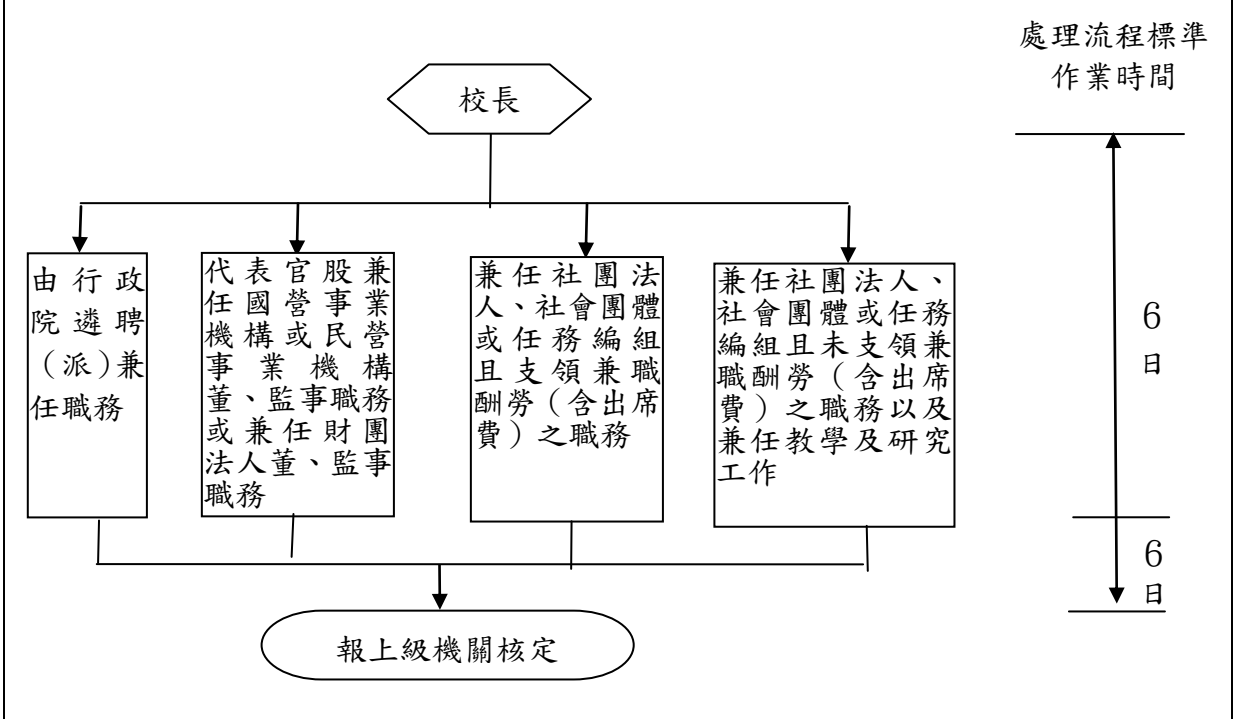 處理流程標準
作業時間
校長
由行政
院遴聘
（派）兼
任職務
代表官股兼
任國營事業
機構或民營
事業機構
董、監事職務
或兼任財團
法人董、監事
職務
兼任社團法
人、社會團體
或任務編組
且支領兼職
酬勞（含出席
費）之職務
兼任社團法人、
社會團體或任務
編組且未支領兼
職酬勞（含出席
費）之職務以及
兼任教學及研究
工作
6
日
6
日
報上級機關核定